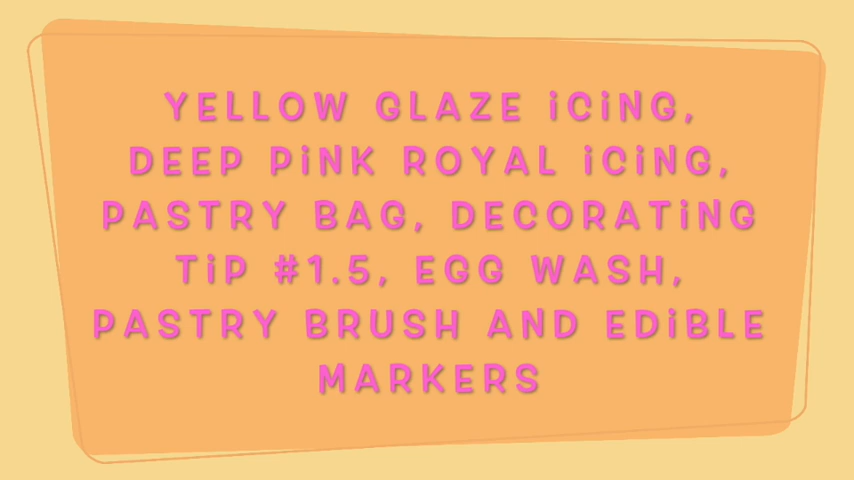 YELLOW GLAZE iCiNG,
DEEP PiNK ROYAL iCiNG,
PASTRY BAG, DECORATiNG
TiP #1.5, EGG WASH,
PASTRY BRUSH AND EDiBLE
MARKERS